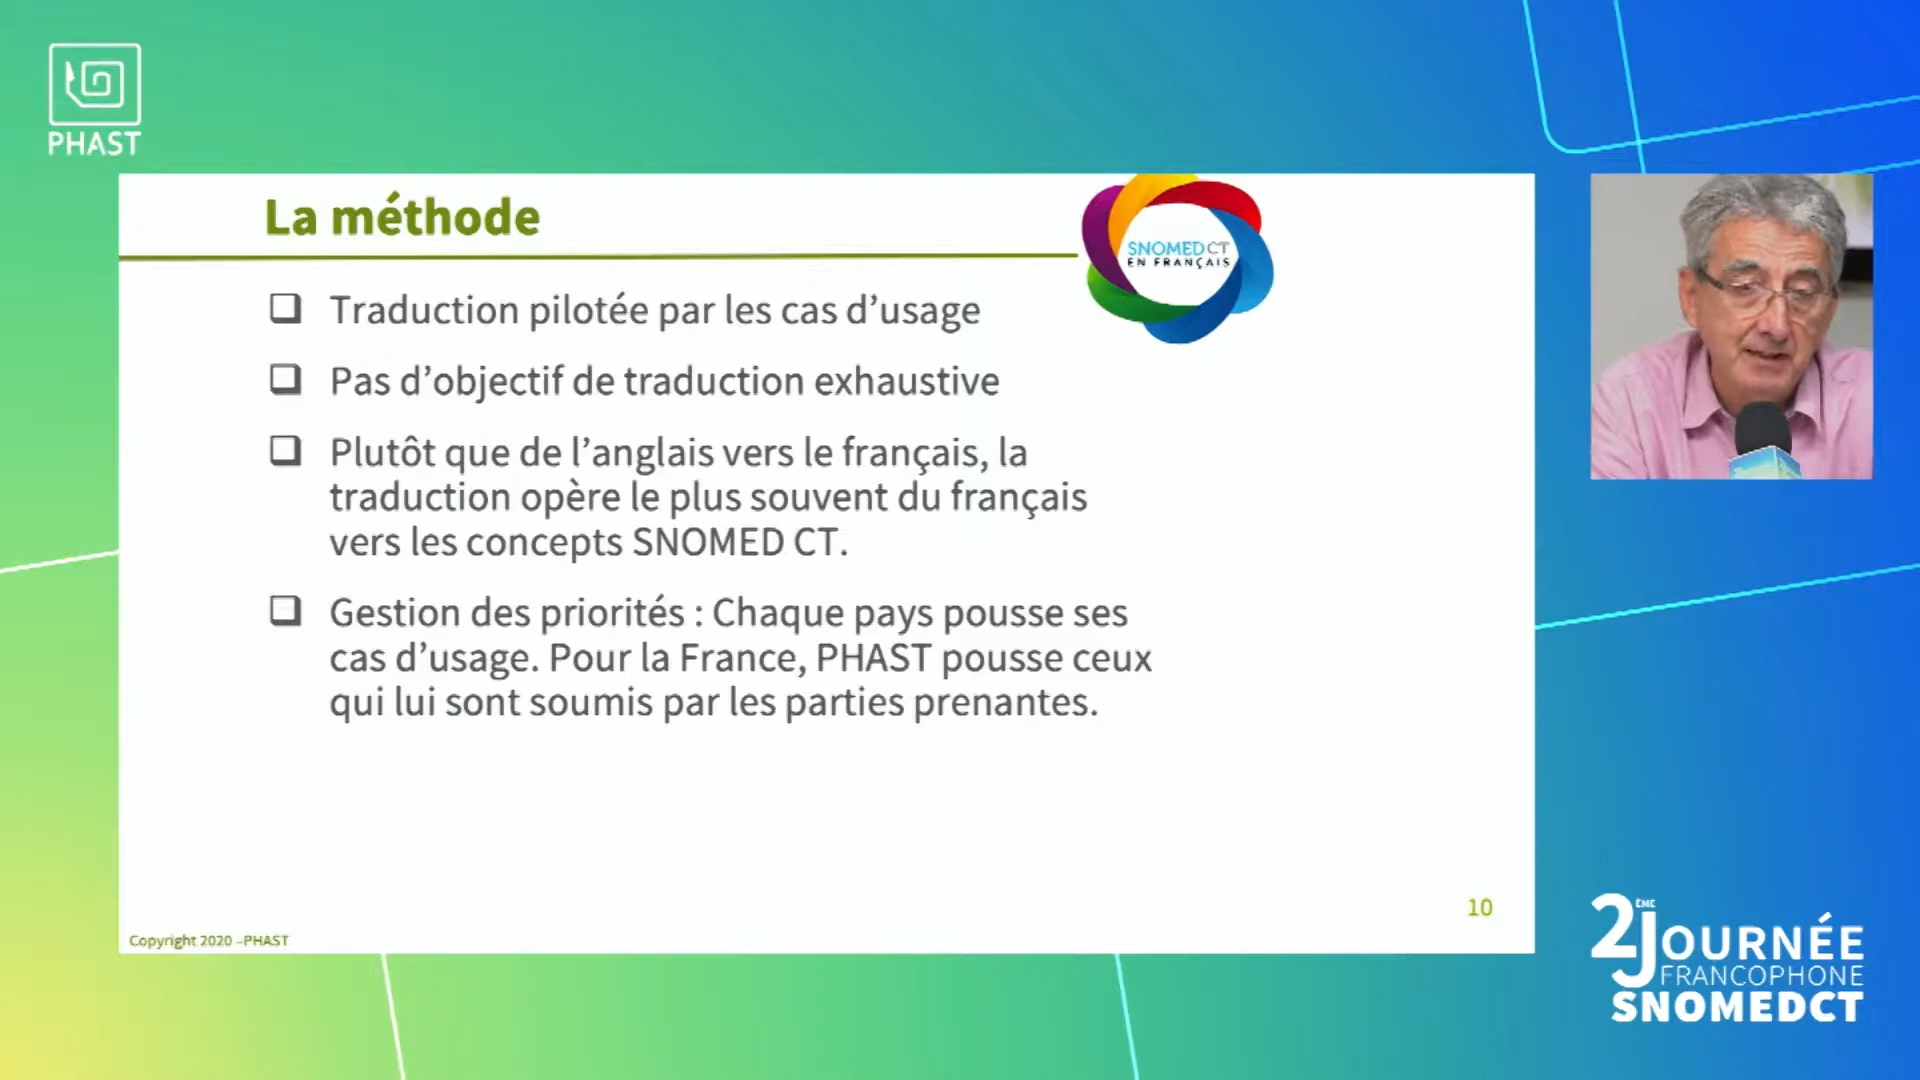 PHAST
La méthode
SNOMED CT
EN FRANÇAIS
❑ Traduction pilotée par les cas d’usage
❑ Pas d’objectif de traduction exhaustive
❑ Plutôt que de l’anglais vers le français, la
traduction opère le plus souvent du français
vers les concepts SNOMED CT.
❑ Gestion des priorités : Chaque pays pousse ses
cas d’usage. Pour la France, PHAST pousse ceux
qui lui sont soumis par les parties prenantes.
10
Copyright 2020 –PHAST
2ÈME JOURNÉE
FRANCOPHONE
SNOMEDCT